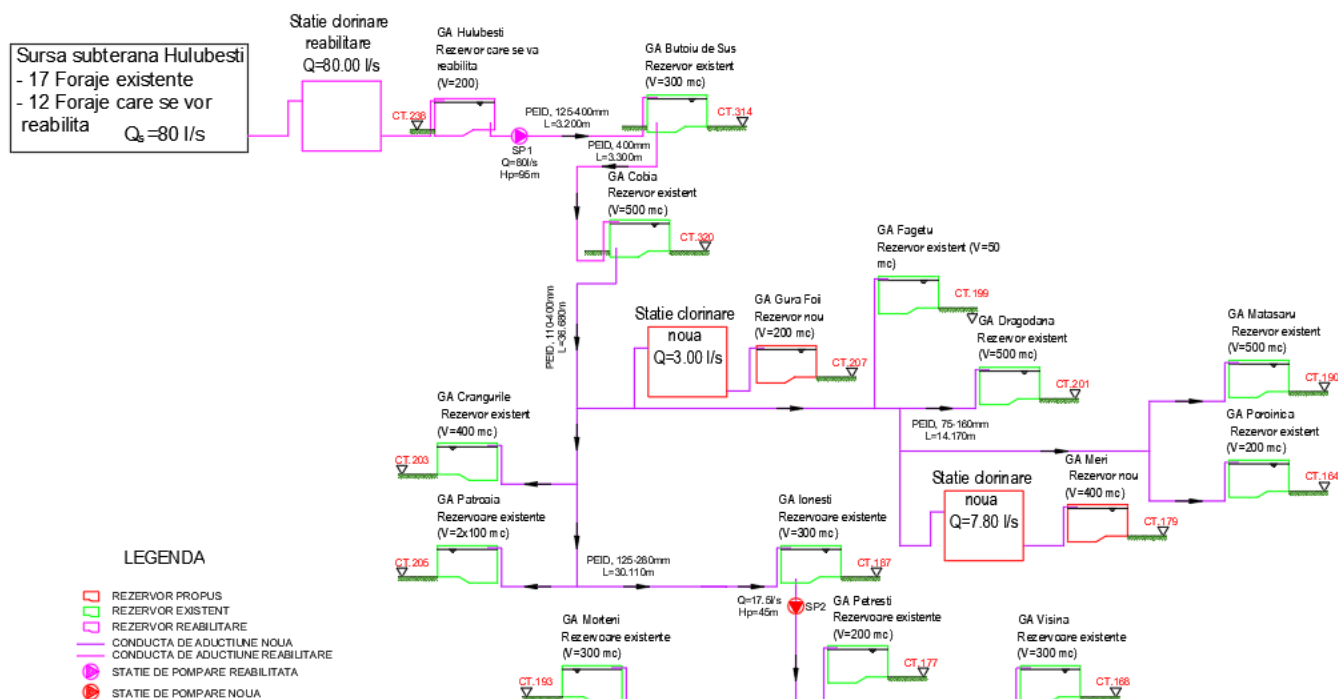 Sursa subterana Hulubesti
- 17 Foraje existente
- 12 Foraje care se vor
reabilita
Qs=80 l/s
Statie clorinare
reabilitare
Q=80.00 l/s
GA Hulubesti
Rezervor care se va
reabilita
(V=200)
CT.238
SP1
Q=80l/s
Hp=95m
PEID, 125-400mm
L=3.200m
GA Butoiu de Sus
Rezervor existent
(V=300 mc)
CT.314
PEID, 400mm
L=3.300m
GA Cobia
Rezervor existent
(V=500 mc)
CT.320
PEID, 110-400mm
L=36.680m
Statie clorinare
noua
Q=3.00 l/s
GA Gura Foii
Rezervor nou
(V=200 mc)
CT.207
GA Fagetu
Rezervor existent (V=50
mc)
CT.199
GA Dragodana
Rezervor existent
(V=500 mc)
CT.201
PEID, 75-160mm
L=14.170m
GA Matasaru
Rezervor existent
(V=500 mc)
CT.190
GA Poroinica
Rezervor existent
(V=200 mc)
CT.164
GA Crangurile
Rezervor existent
(V=400 mc)
CT.203
Statie clorinare
noua
Q=7.80 l/s
GA Meri
Rezervor nou
(V=400 mc)
CT.179
GA Patroaia
Rezervoare existente
(V=2x100 mc)
CT.205
PEID, 125-280mm
L=30.110m
GA Ionesti
Rezervoare existente
(V=300 mc)
CT.187
Q=17.5l/s
Hp=45m
SP2
GA Petresti
Rezervoare existente
(V=200 mc)
CT.177
GA Visina
Rezervoare existente
(V=300 mc)
CT.168
GA Morteni
Rezervoare existente
(V=300 mc)
CT.193
LEGENDA
REZERVOR PROPUS
REZERVOR EXISTENT
REZERVOR REABILITARE
CONDUCTA DE ADUCTIUNE NOUA
CONDUCTA DE ADUCTIUNE REABILITARE
STATIE DE POMPARE REABILITATA
STATIE DE POMPARE NOUA